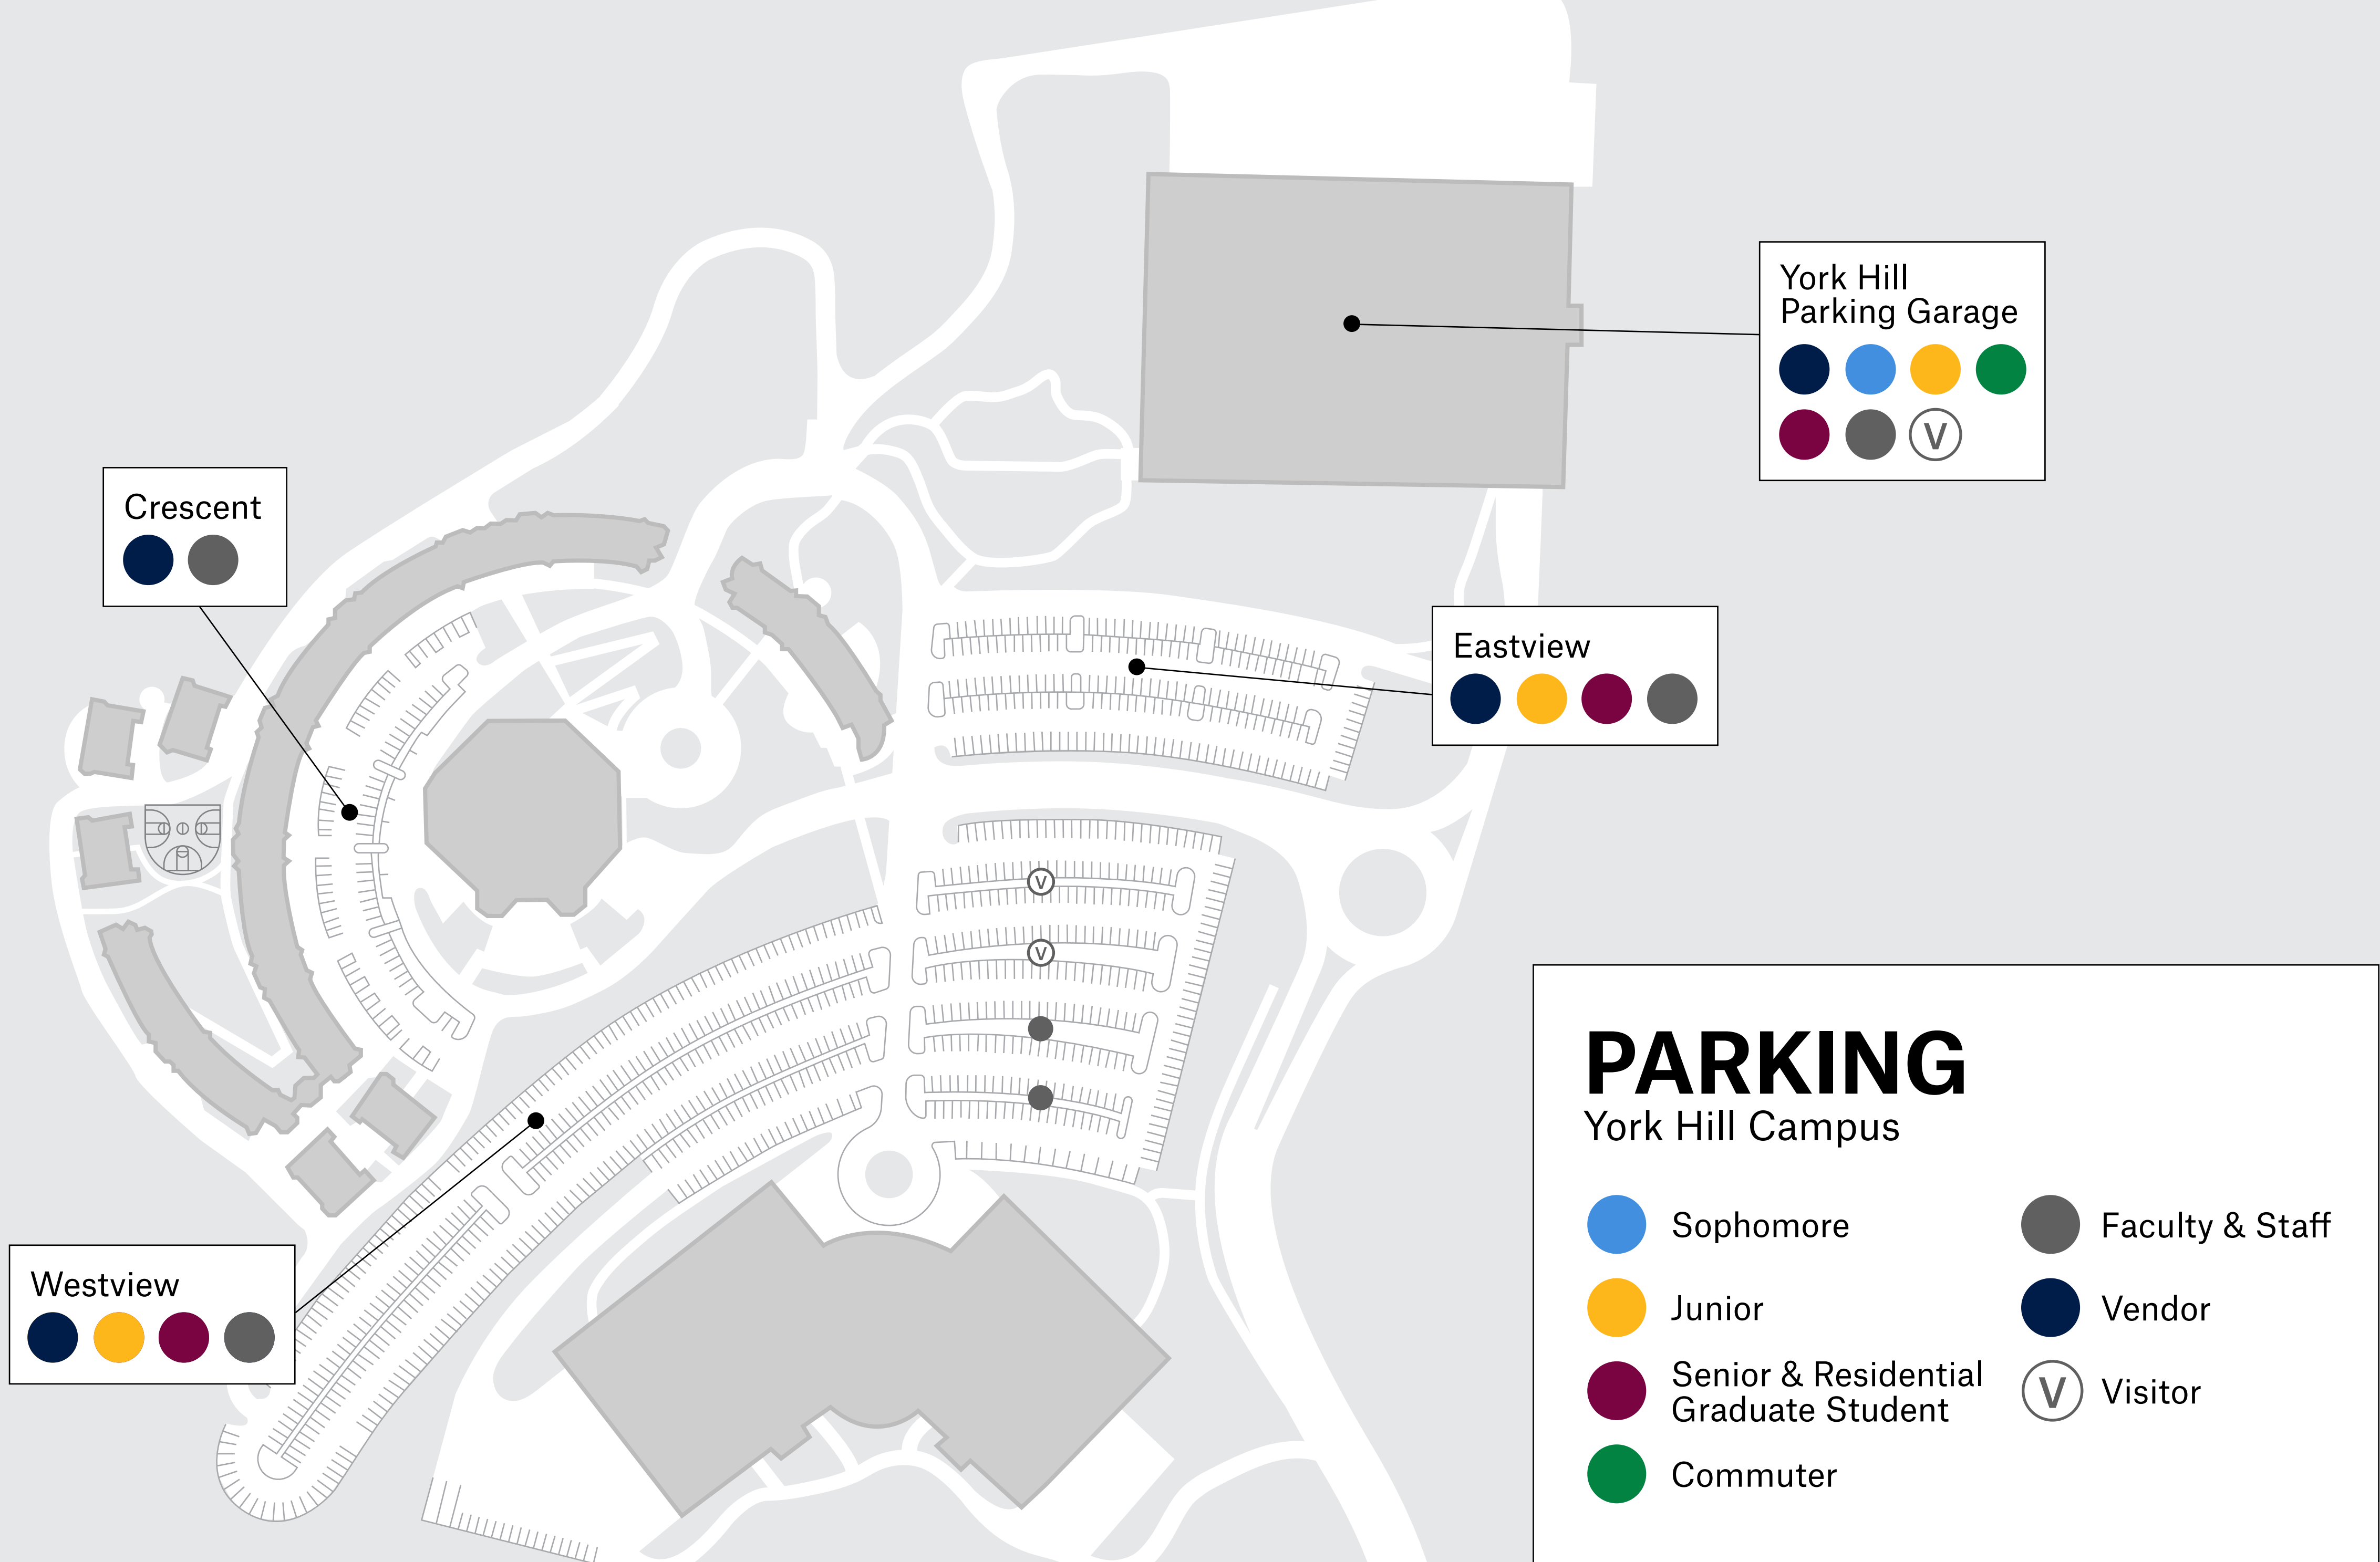 York Hill
Parking Garage
V
Crescent
Eastview
V
V
Westview
PARKING
York Hill Campus
Sophomore
Junior
Senior & Residential
Graduate Student
Commuter
Faculty & Staff
Vendor
V Visitor